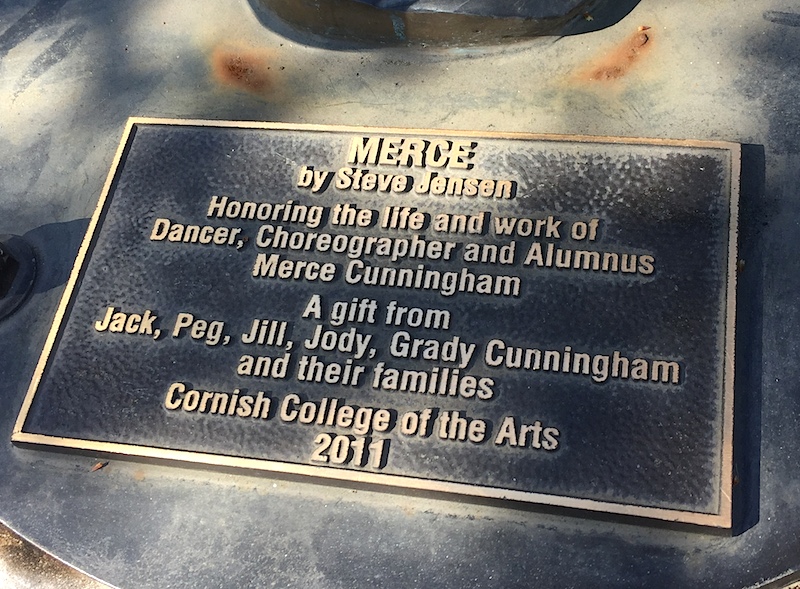 MERCE
by Steve Jensen
Honoring the life and work of
Dancer, Choreographer and Alumnus
Merce Cunningham
A gift from
Jack, Peg, Jill, Jody, Grady Cunningham
and their families
Cornish College of the Arts
2011